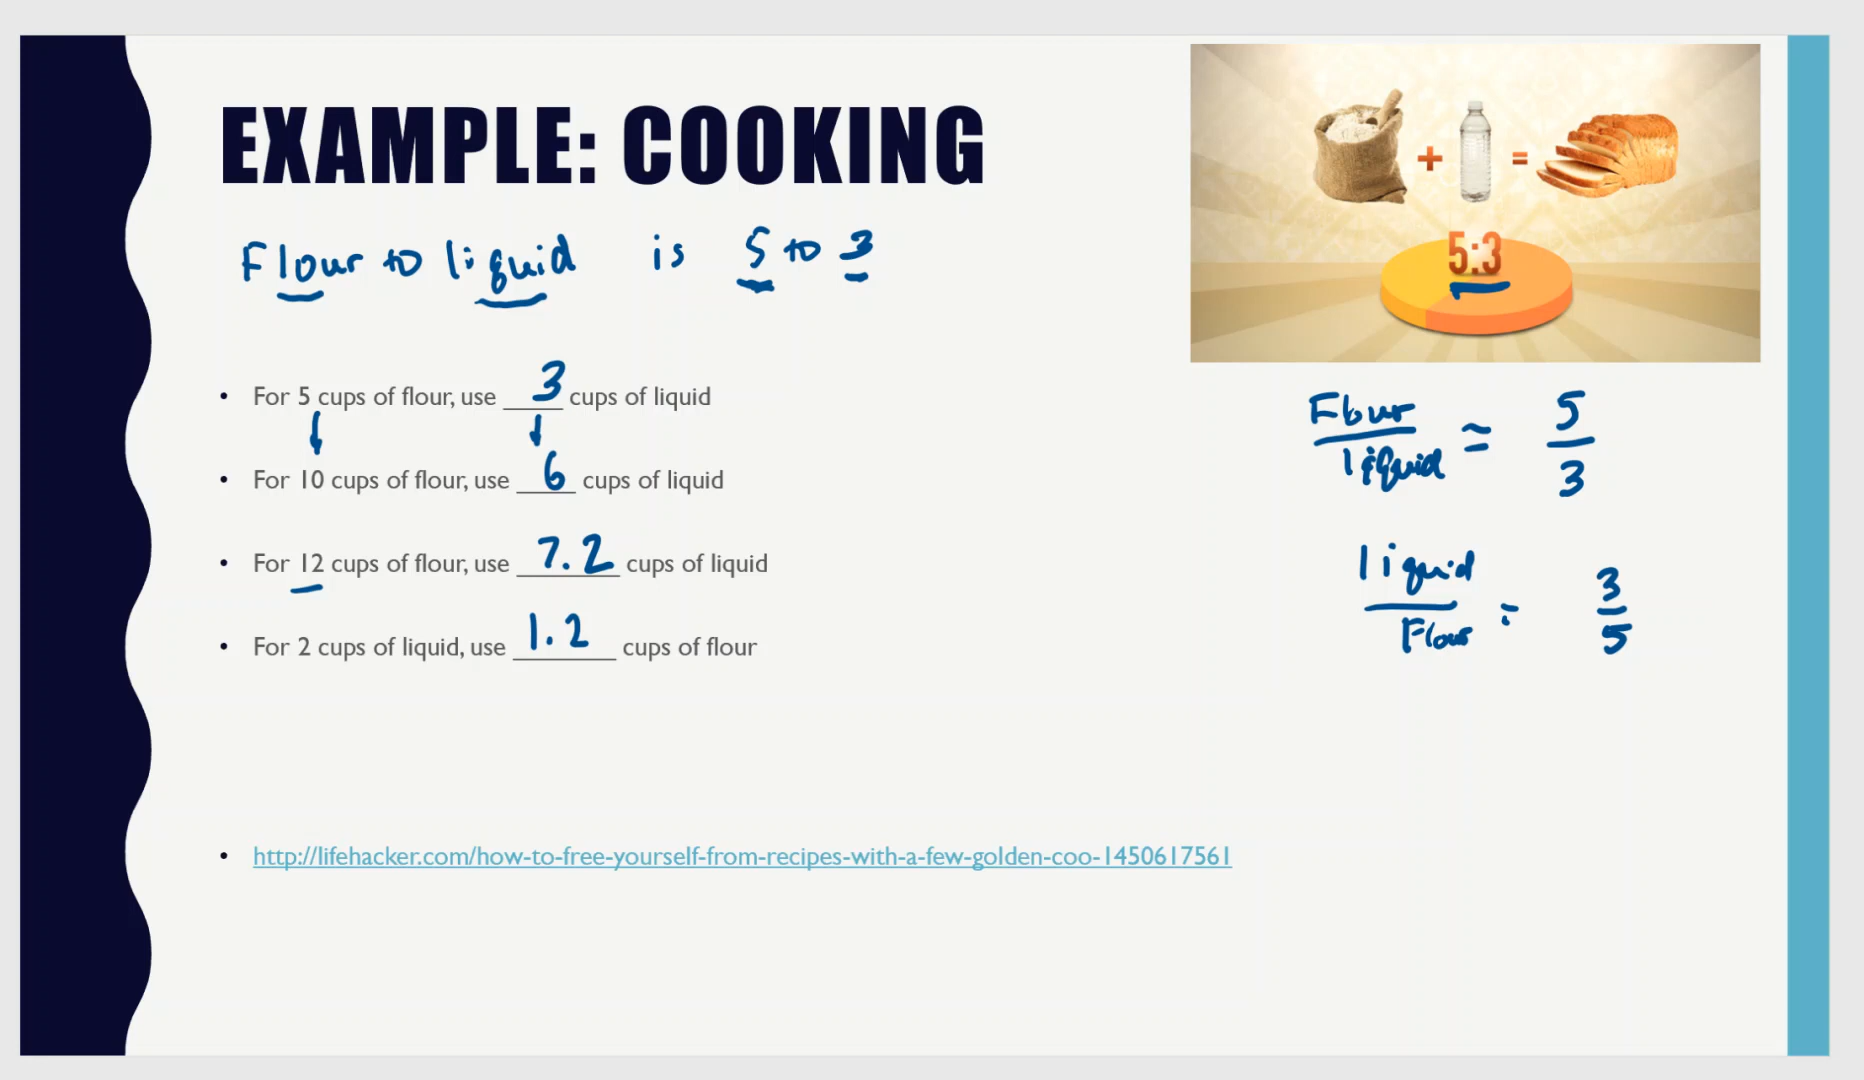 EXAMPLE: COOKING
5:3
Flour to liquid is 5 to 3
• For 5 cups of flour, use 3 cups of liquid
• For 10 cups of flour, use 6 cups of liquid
• For 12 cups of flour, use 7.2 cups of liquid
• For 2 cups of liquid, use 1.2 cups of flour
Flour/liquid = 5/3
liquid/Flour = 3/5
• http://lifehacker.com/how-to-free-yourself-from-recipes-with-a-few-golden-coo-1450617561